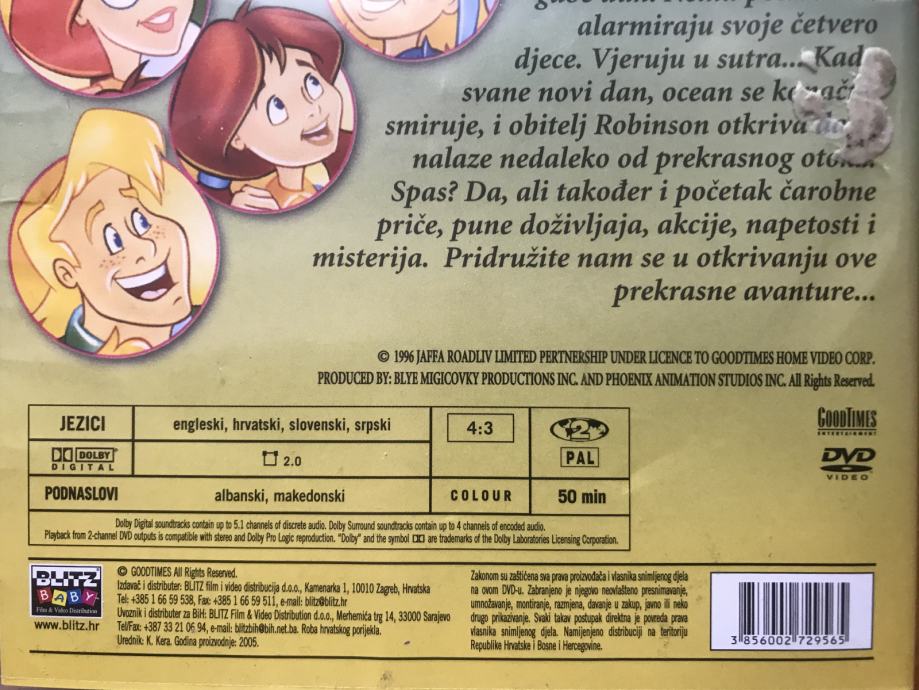 alarmiraju svoje četvero
djece. Vjeruju u sutra... Kada
svane novi dan, ocean se
smiruje, i obitelj Robinson otkriva
nalaze nedaleko od prekrasnog
Spas? Da, ali također i početak čarobne
priče, pune doživljaja, akcije, napetosti i
misterija. Pridružite nam se u otkrivanju ove
prekrasne avanture...
© 1996 JAFFA ROADLIV LIMITED PERTNERSHIP UNDER LICENCE TO GOODTIMES HOME VIDEO CORP.
PRODUCED BY: BLYE MIGICOVKY PRODUCTIONS INC. AND PHOENIX ANIMATION STUDIOS INC. All Rights Reserved.
JEZICI engleski, hrvatski, slovenski, srpski 4:3 2
DOLBY DIGITAL 2.0 PAL
PODNASLOVI albanski, makedonski COLOUR 50 min
Dolby Digital soundtracks contain up to 5.1 channels of discrete audio. Dolby Surround soundtracks contain up to 4 channels of encoded audio.
Playback from 2-channel DVD outputs is compatible with stereo and Dolby Pro Logic reproduction. "Dolby" and the symbol are trademarks of the Dolby Laboratories Licensing Corporation.
GOODTIMES
ENTERTAINMENT
DVD
VIDEO
BLITZ
BABY
Film & Video Distribution
www.blitz.hr
© GOODTIMES All Rights Reserved.
Izdavač i distributer: BLITZ film i video distribucija d.o.o., Kamenarka 1, 10010 Zagreb, Hrvatska
Tel: +385 1 66 59 538, Fax: +385 1 66 59 511, e-mail: blitz@blitz.hr
Uvoznik i distributer za BiH: BLITZ Film & Video Distribution d.o.o., Merhemića trg 14, 33000 Sarajevo
Tel/Fax: +387 33 21 06 94, e-mail: blitzbih@bih.net.ba. Roba hrvatskog porijekla.
Urednik: K. Kera. Godina proizvodnje: 2005.
Zakonom su zaštićena sva prava proizvođača i vlasnika snimljenog djela
na ovom DVD-u. Zabranjeno je njegovo neovlašteno presnimavanje,
umnožavanje, montiranje, razmjena, davanje u zakup, javno ili neko
drugo prikazivanje. Svaki takav postupak direktna je povreda prava
vlasnika snimljenog djela. Namijenjeno distribuciji na teritoriju
Republike Hrvatske i Bosne i Hercegovine.
3 856002 729565